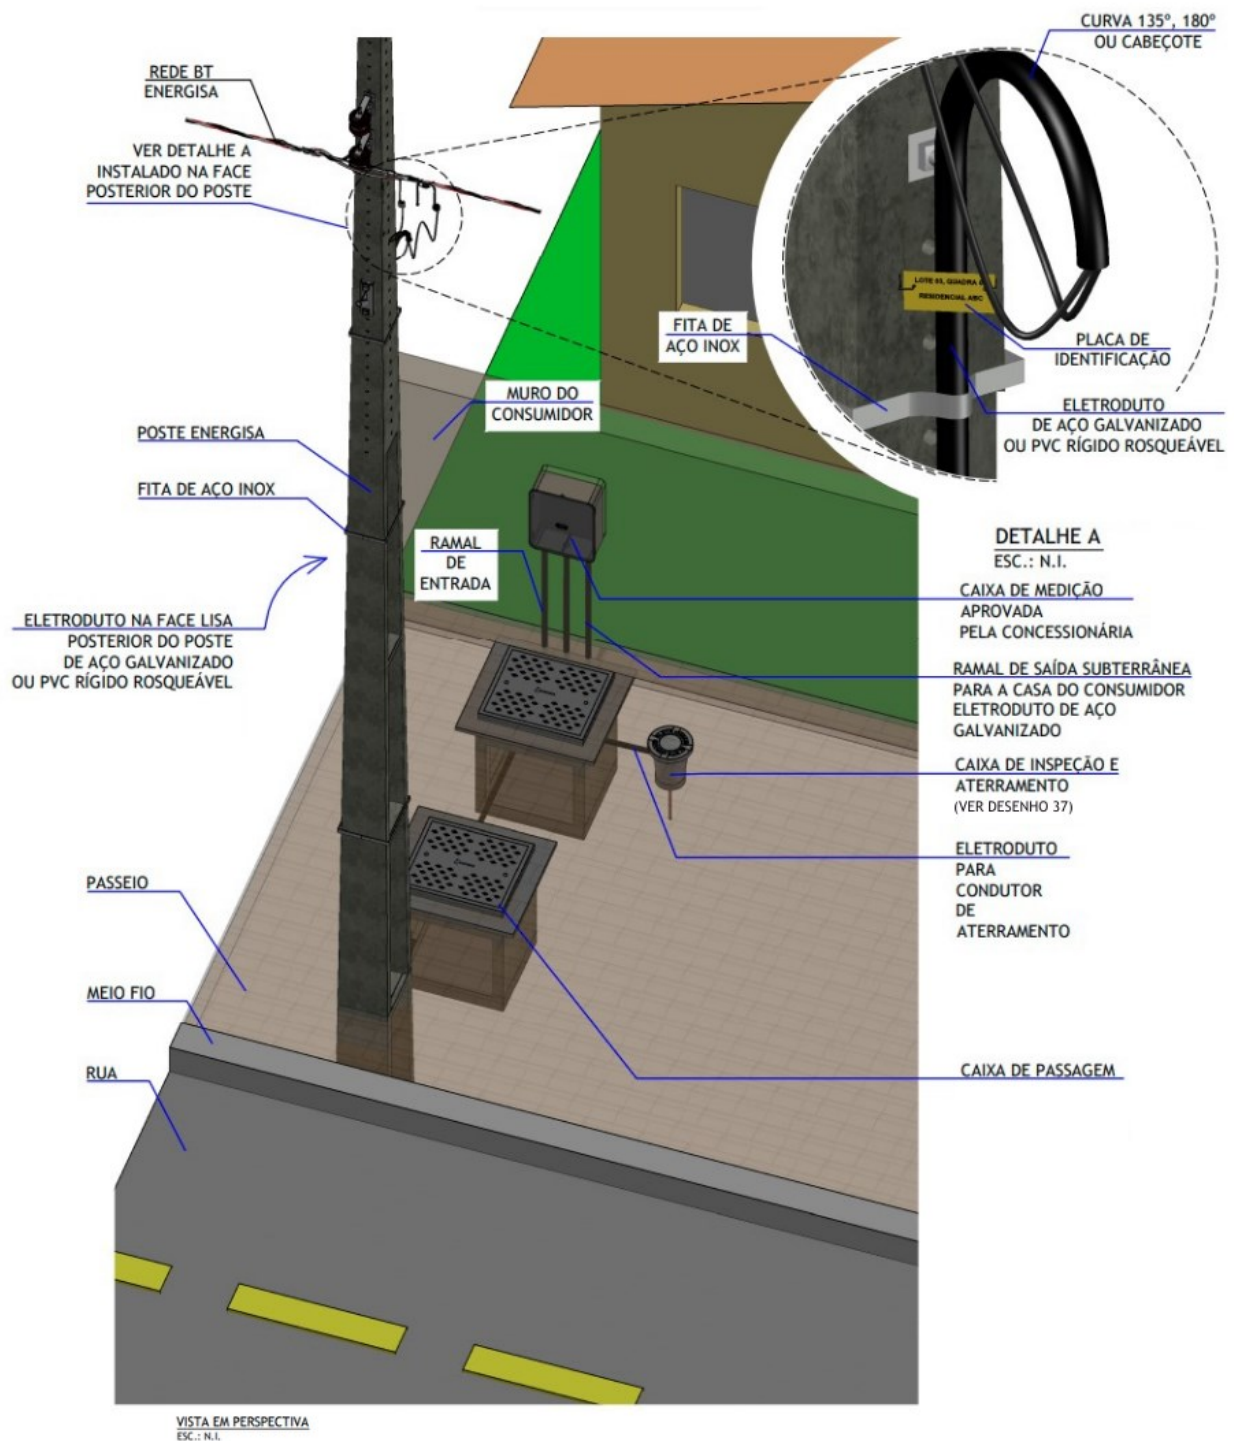 CURVA 135º, 180º
OU CABEÇOTE
REDE BT
ENERGISA
VER DETALHE A
INSTALADO NA FACE
POSTERIOR DO POSTE
RESIDENCIAL ABC
FITA DE
AÇO INOX
PLACA DE
IDENTIFICAÇÃO
MURO DO
CONSUMIDOR
ELETRODUTO
DE AÇO GALVANIZADO
OU PVC RÍGIDO ROSQUEÁVEL
POSTE ENERGISA
FITA DE AÇO INOX
RAMAL
DE
ENTRADA
DETALHE A
ESC.: N.I.
CAIXA DE MEDIÇÃO
APROVADA
PELA CONCESSIONÁRIA
ELETRODUTO NA FACE LISA
POSTERIOR DO POSTE
DE AÇO GALVANIZADO
OU PVC RÍGIDO ROSQUEÁVEL
RAMAL DE SAÍDA SUBTERRÂNEA
PARA A CASA DO CONSUMIDOR
ELETRODUTO DE AÇO
GALVANIZADO
CAIXA DE INSPEÇÃO E
ATERRAMENTO
(VER DESENHO 37)
ELETRODUTO
PARA
CONDUTOR
DE
ATERRAMENTO
PASSEIO
MEIO FIO
RUA
CAIXA DE PASSAGEM
VISTA EM PERSPECTIVA
ESC.: N.I.